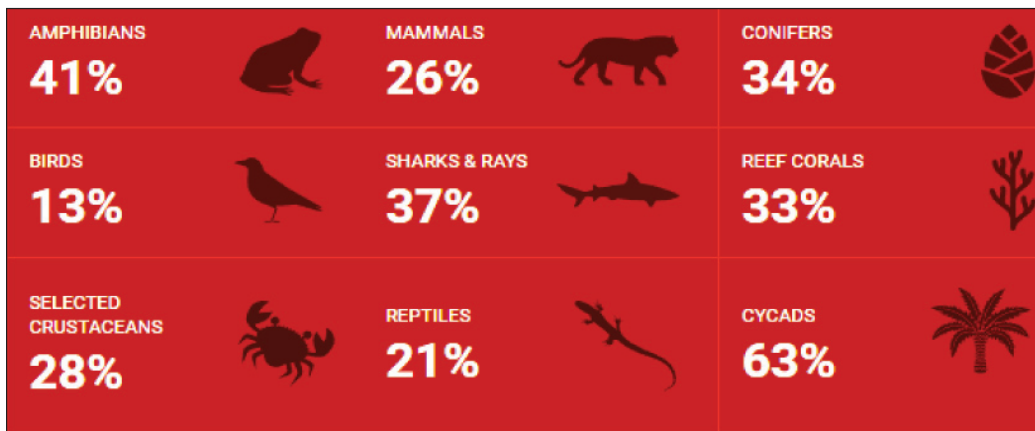 AMPHIBIANS
41%
MAMMALS
26%
CONIFERS
34%
BIRDS
13%
SHARKS & RAYS
37%
REEF CORALS
33%
SELECTED
CRUSTACEANS
28%
REPTILES
21%
CYCADS
63%